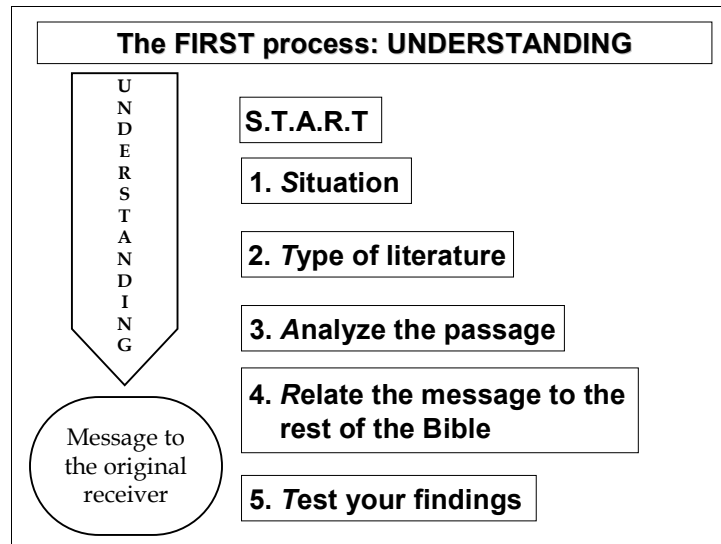 The FIRST process: UNDERSTANDING
UNDERSTANDING
S.T.A.R.T
1. Situation
2. Type of literature
3. Analyze the passage
4. Relate the message to the
rest of the Bible
5. Test your findings
Message to
the original
receiver